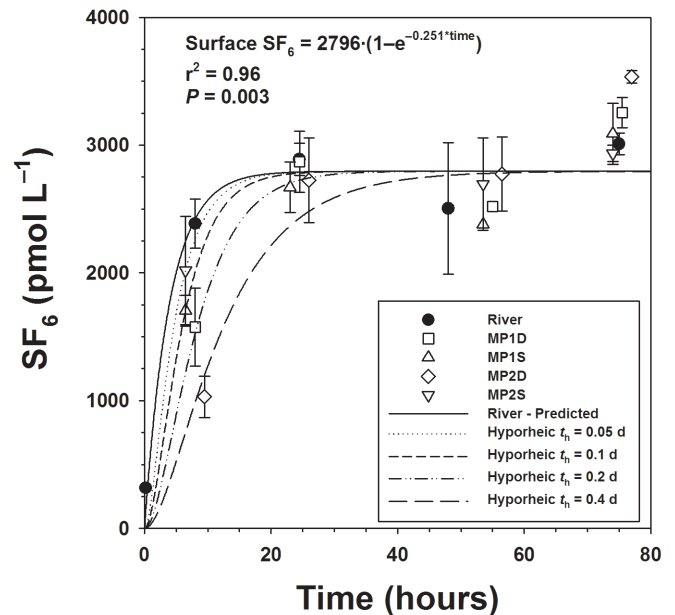 Surface SF₆ = 2796·(1–e^–0.251*time)
r² = 0.96
P = 0.003
SF₆ (pmol L⁻¹)
4000
3000
2000
1000
0
River
MP1D
MP1S
MP2D
MP2S
River - Predicted
Hyporheic tₕ = 0.05 d
Hyporheic tₕ = 0.1 d
Hyporheic tₕ = 0.2 d
Hyporheic tₕ = 0.4 d
0 20 40 60 80
Time (hours)